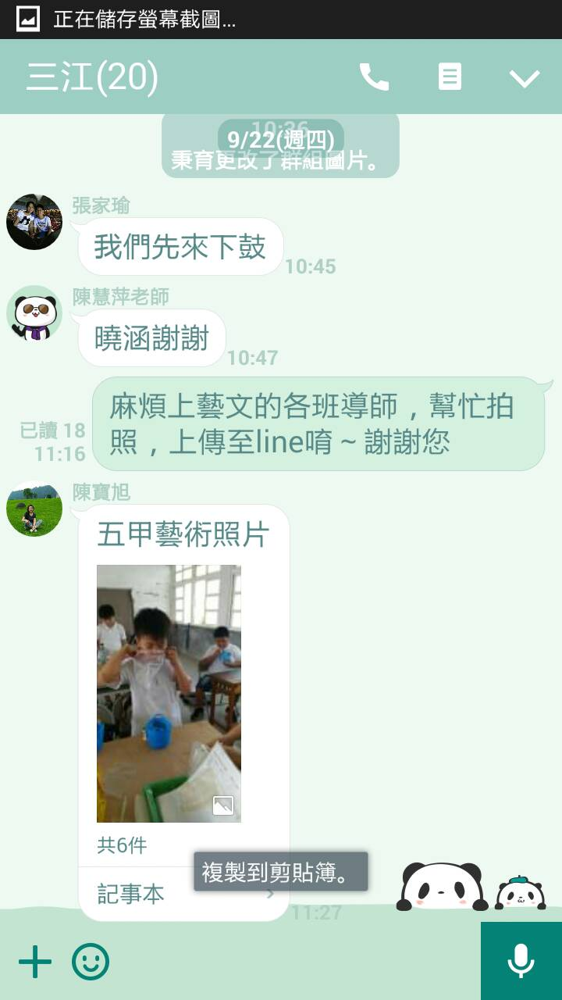 正在儲存螢幕截圖...
三江(20)
10:36
9/22(週四)
秉育更改了群組圖片。
張家瑜
我們先來下鼓
10:45
陳慧萍老師
曉涵謝謝
10:47
麻煩上藝文的各班導師，幫忙拍
照，上傳至line唷~謝謝您
已讀 18
11:16
陳寶旭
五甲藝術照片
共6件
複製到剪貼簿。
記事本
11:27